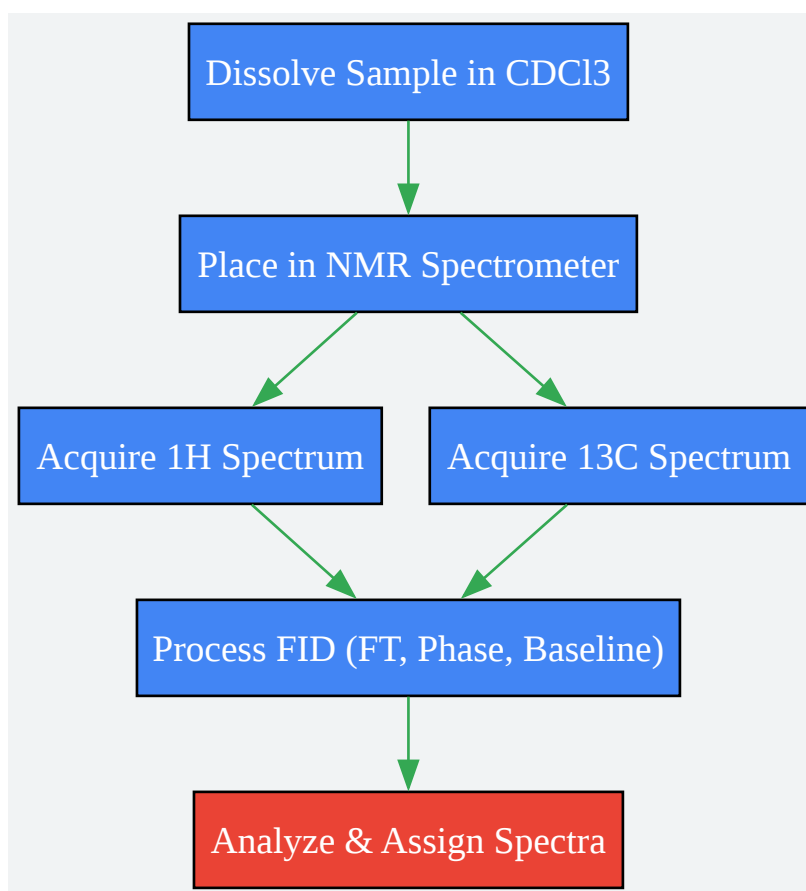 Dissolve Sample in CDCl3
Place in NMR Spectrometer
Acquire 1H Spectrum
Acquire 13C Spectrum
Process FID (FT, Phase, Baseline)
Analyze & Assign Spectra